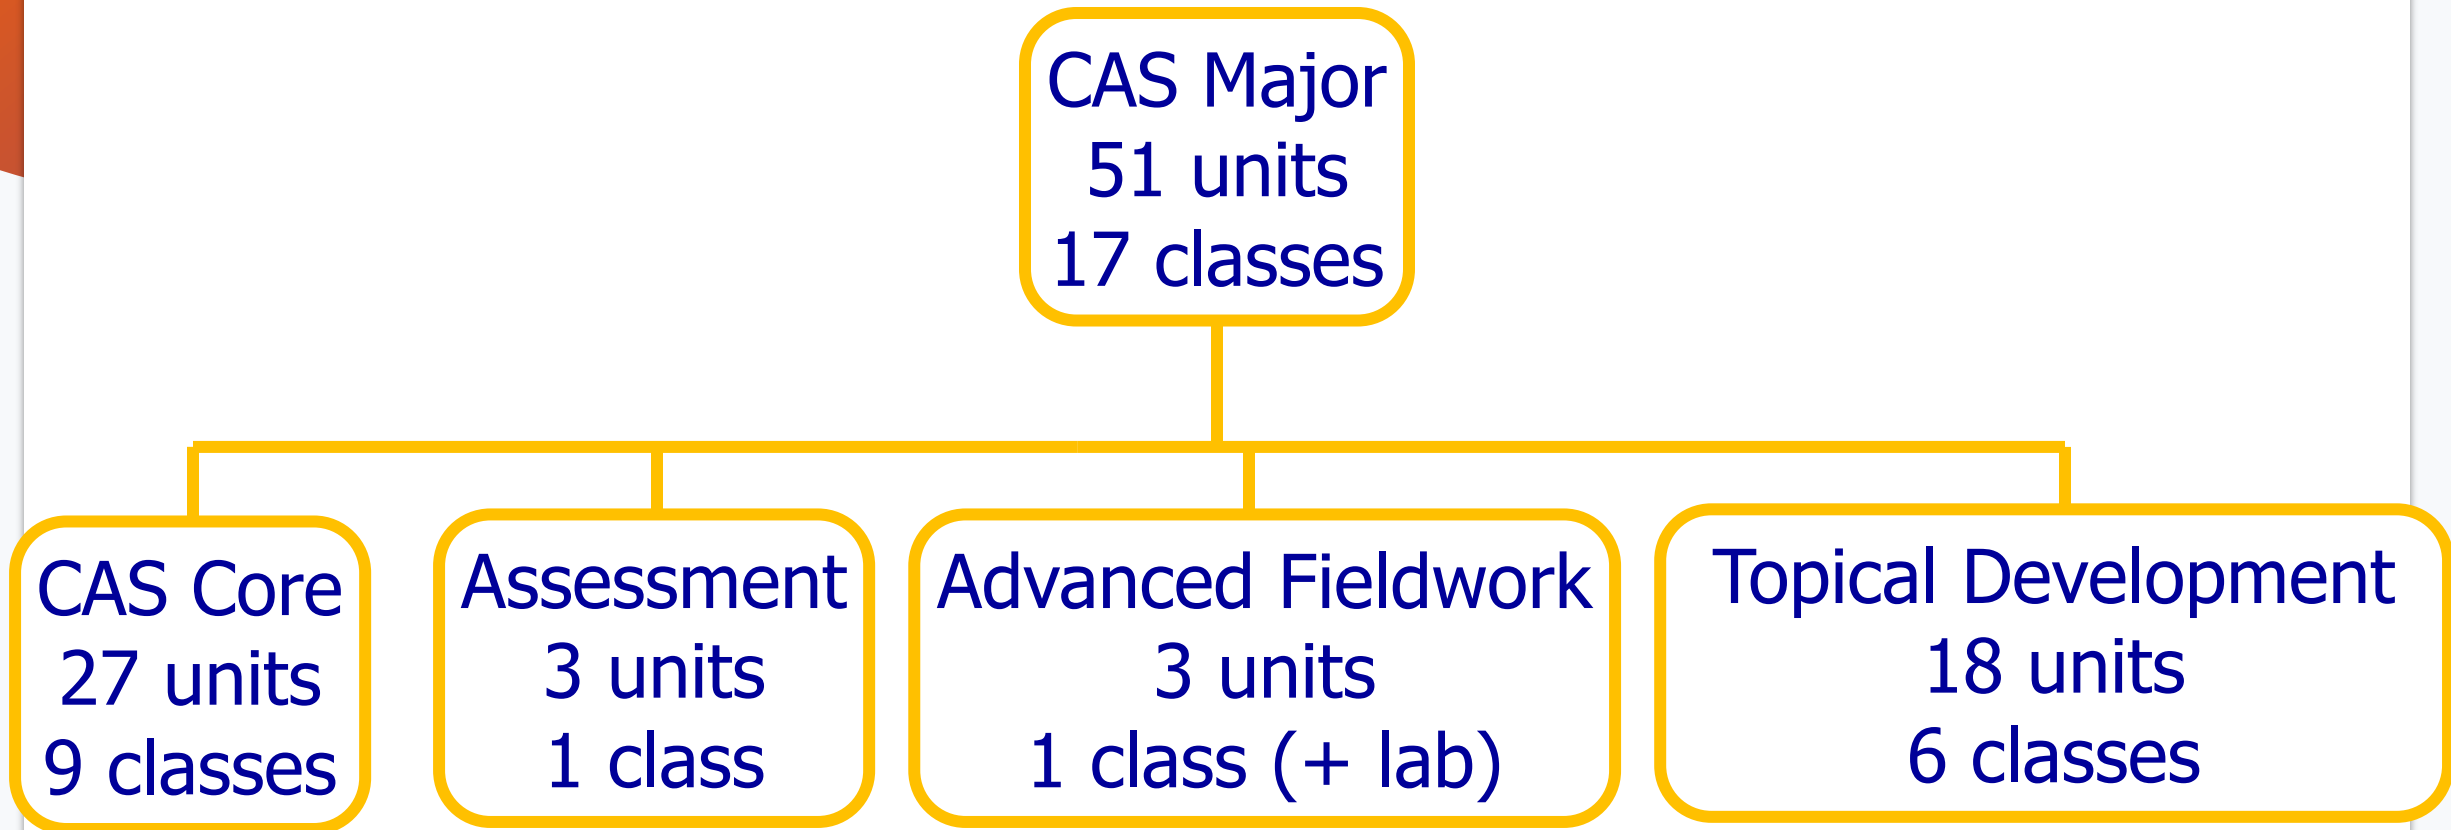 CAS Major
51 units
17 classes
CAS Core
27 units
9 classes
Assessment
3 units
1 class
Advanced Fieldwork
3 units
1 class (+ lab)
Topical Development
18 units
6 classes